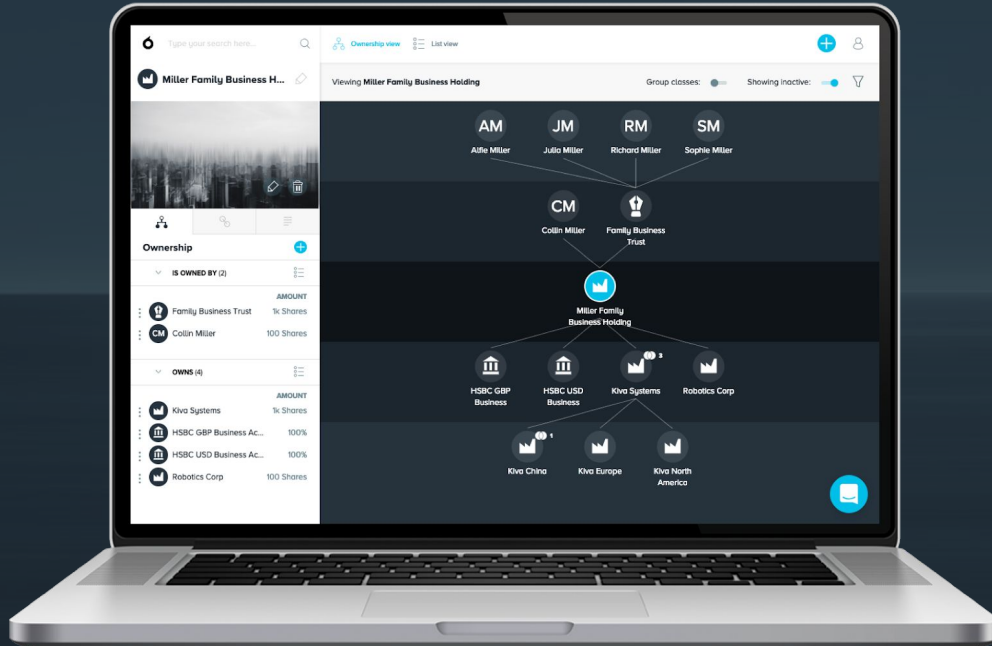 Type your search here...
Ownership view
List view
Miller Family Business H...
Viewing Miller Family Business Holding
Group classes:
Showing inactive:
AM
JM
RM
SM
Alfie Miller
Julia Miller
Richard Miller
Sophie Miller
CM
Collin Miller
Family Business
Trust
Miller Family
Business Holding
3
HSBC GBP
Business
HSBC USD
Business
Kiva Systems
Robotics Corp
1
Kiva China
Kiva Europe
Kiva North
America
Ownership
IS OWNED BY (2)
AMOUNT
Family Business Trust
1k Shares
CM
Collin Miller
100 Shares
OWNS (4)
AMOUNT
Kiva Systems
1k Shares
HSBC GBP Business Ac...
100%
HSBC USD Business Ac...
100%
Robotics Corp
100 Shares